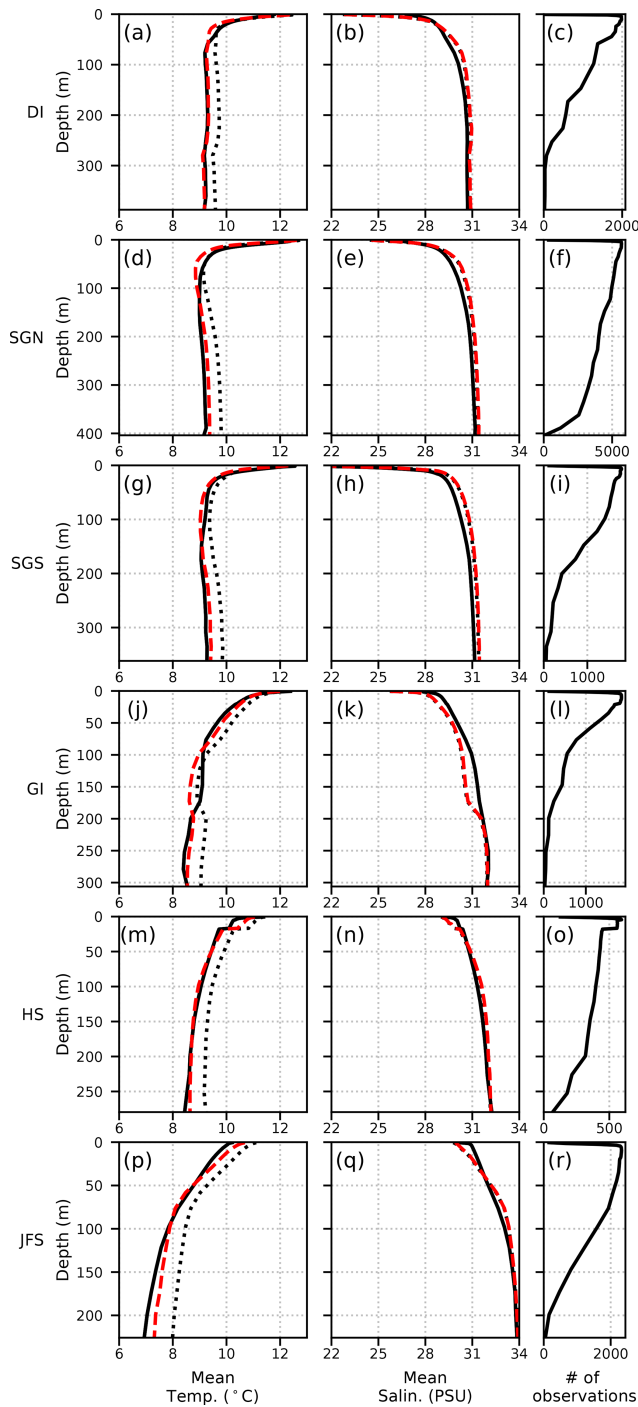 0
(a)
(b)
(c)
100
200
300
DI
Depth (m)
6 8 10 12
22 25 28 31 34
0 2000
0
(d)
(e)
(f)
100
200
300
400
SGN
Depth (m)
6 8 10 12
22 25 28 31 34
0 5000
0
(g)
(h)
(i)
100
200
300
SGS
Depth (m)
6 8 10 12
22 25 28 31 34
0 1000
0
(j)
(k)
(l)
50
100
150
200
250
300
GI
Depth (m)
6 8 10 12
22 25 28 31 34
0 1000
0
(m)
(n)
(o)
50
100
150
200
250
HS
Depth (m)
6 8 10 12
22 25 28 31 34
0 500
0
(p)
(q)
(r)
50
100
150
200
JFS
Depth (m)
6 8 10 12
22 25 28 31 34
0 2000
Mean
Temp. (°C)
Mean
Salin. (PSU)
# of
observations